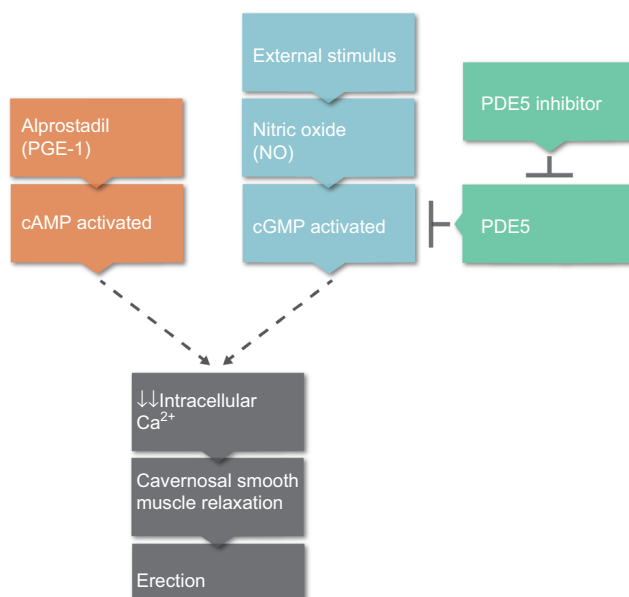 External stimulus
Alprostadil
(PGE-1)
Nitric oxide
(NO)
PDE5 inhibitor
cAMP activated
cGMP activated
PDE5
↓↓Intracellular
Ca²⁺
Cavernosal smooth
muscle relaxation
Erection